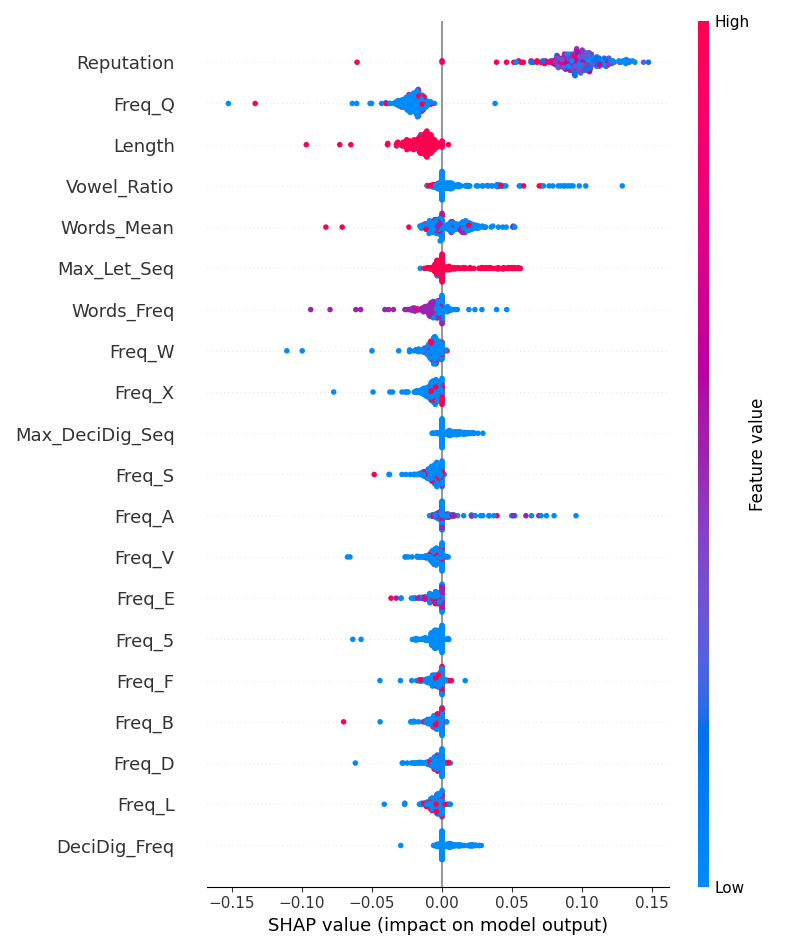 High
Reputation
Freq_Q
Length
Vowel_Ratio
Words_Mean
Max_Let_Seq
Words_Freq
Freq_W
Freq_X
Max_DeciDig_Seq
Freq_S
Freq_A
Freq_V
Freq_E
Freq_5
Freq_F
Freq_B
Freq_D
Freq_L
DeciDig_Freq
Feature value
Low
−0.15 −0.10 −0.05 0.00 0.05 0.10 0.15
SHAP value (impact on model output)